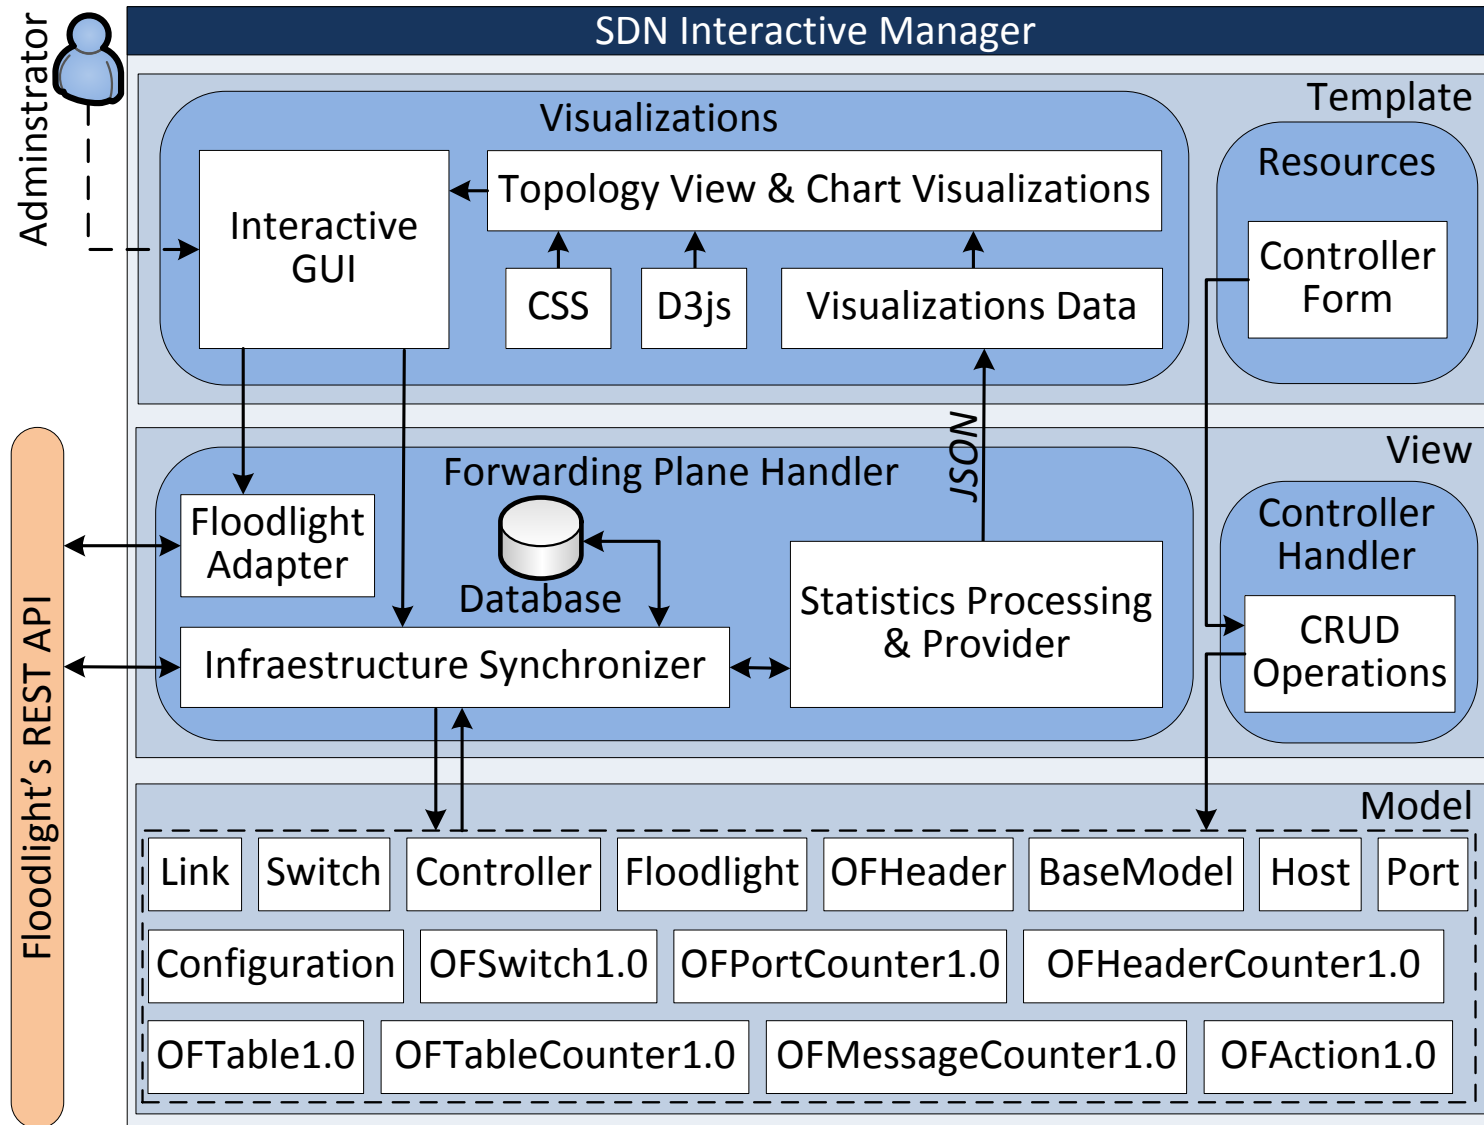 SDN Interactive Manager
Adminstrator
Template
Visualizations
Resources
Interactive
GUI
Topology View & Chart Visualizations
CSS
D3js
Visualizations Data
Controller
Form
JSON
View
Forwarding Plane Handler
Floodlight
Adapter
Database
Statistics Processing
& Provider
Infraestructure Synchronizer
Controller
Handler
CRUD
Operations
Floodlight's REST API
Model
Link
Switch
Controller
Floodlight
OFHeader
BaseModel
Host
Port
Configuration
OFSwitch1.0
OFPortCounter1.0
OFHeaderCounter1.0
OFTable1.0
OFTableCounter1.0
OFMessageCounter1.0
OFAction1.0